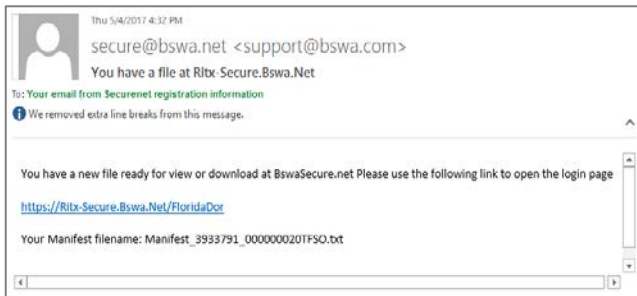 Thu 5/4/2017 4:32 PM
secure@bswa.net <support@bswa.com>
You have a file at Ritx-Secure.Bswa.Net
To: Your email from Securenet registration information
We removed extra line breaks from this message.
You have a new file ready for view or download at BswaSecure.net Please use the following link to open the login page
https://Ritx-Secure.Bswa.Net/FloridaDor
Your Manifest filename: Manifest_3933791_000000020TFSO.txt